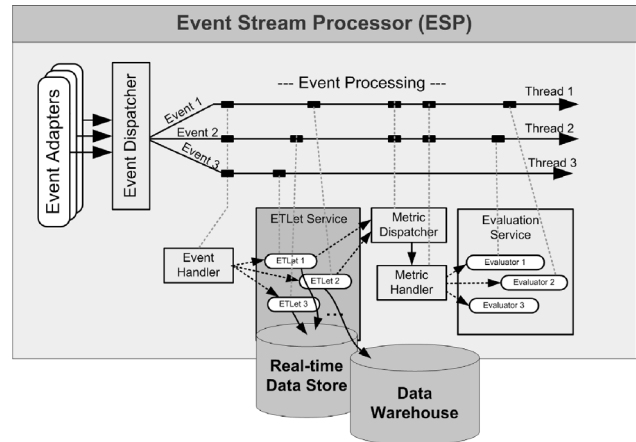 Event Stream Processor (ESP)
--- Event Processing ---
Event Adapters
Event Dispatcher
Event 1
Event 2
Event 3
Thread 1
Thread 2
Thread 3
ETLet Service
Metric
Dispatcher
Evaluation
Service
Event
Handler
ETLet 1
ETLet 2
ETLet 3
...
Metric
Handler
Evaluator 1
Evaluator 2
Evaluator 3
Real-time
Data Store
Data
Warehouse